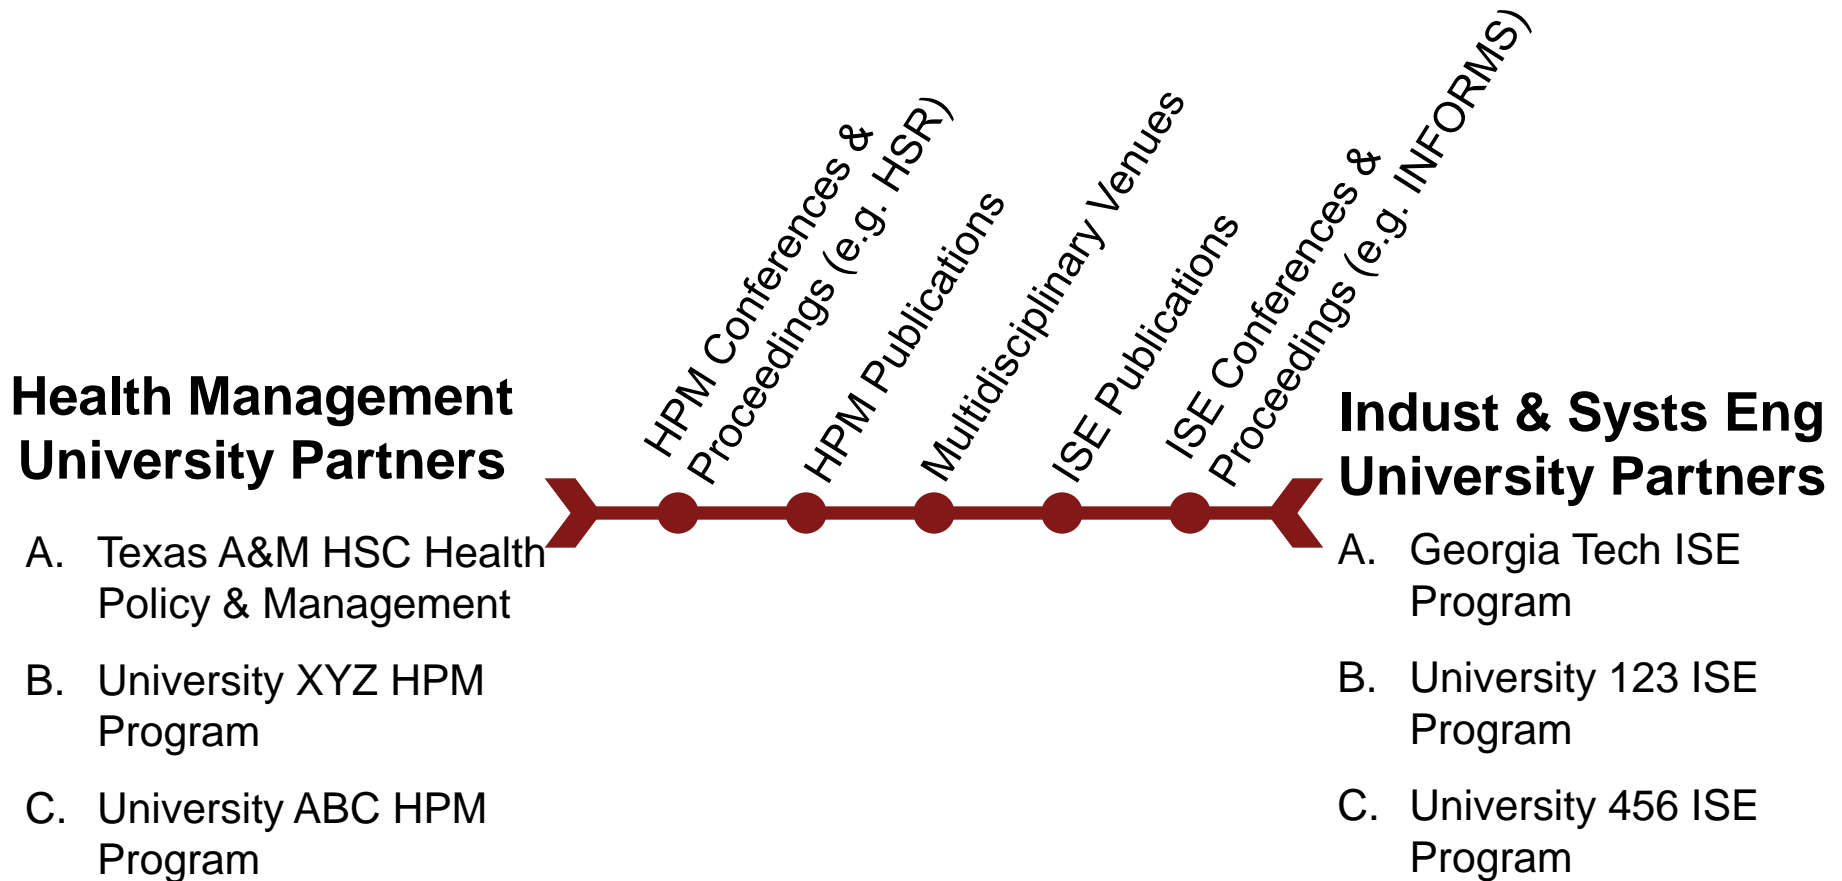 Health Management
University Partners
A. Texas A&M HSC Health
Policy & Management
B. University XYZ HPM
Program
C. University ABC HPM
Program
HPM Conferences &
Proceedings (e.g. HSR)
HPM Publications
Multidisciplinary Venues
ISE Publications
ISE Conferences &
Proceedings (e.g. INFORMS)
Indust & Systs Eng
University Partners
A. Georgia Tech ISE
Program
B. University 123 ISE
Program
C. University 456 ISE
Program